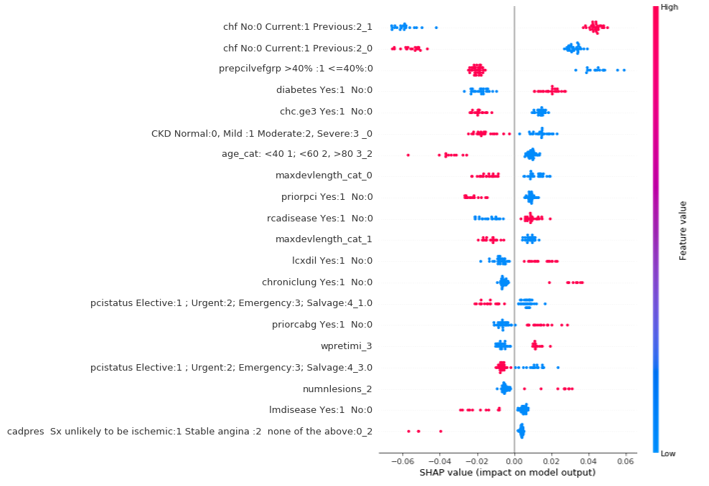 High
chf No:0 Current:1 Previous:2_1
chf No:0 Current:1 Previous:2_0
prepcilvefgrp >40% :1 <=40%:0
diabetes Yes:1 No:0
chc.ge3 Yes:1 No:0
CKD Normal:0, Mild :1 Moderate:2, Severe:3 _0
age_cat: <40 1; <60 2, >80 3_2
maxdevlength_cat_0
priorpci Yes:1 No:0
rcadisease Yes:1 No:0
maxdevlength_cat_1
lcxdil Yes:1 No:0
chroniclung Yes:1 No:0
pcistatus Elective:1 ; Urgent:2; Emergency:3; Salvage:4_1.0
priorcabg Yes:1 No:0
wpretimi_3
pcistatus Elective:1 ; Urgent:2; Emergency:3; Salvage:4_3.0
numnlesions_2
lmdisease Yes:1 No:0
cadpres Sx unlikely to be ischemic:1 Stable angina :2 none of the above:0_2
Feature value
Low
−0.06 −0.04 −0.02 0.00 0.02 0.04 0.06
SHAP value (impact on model output)